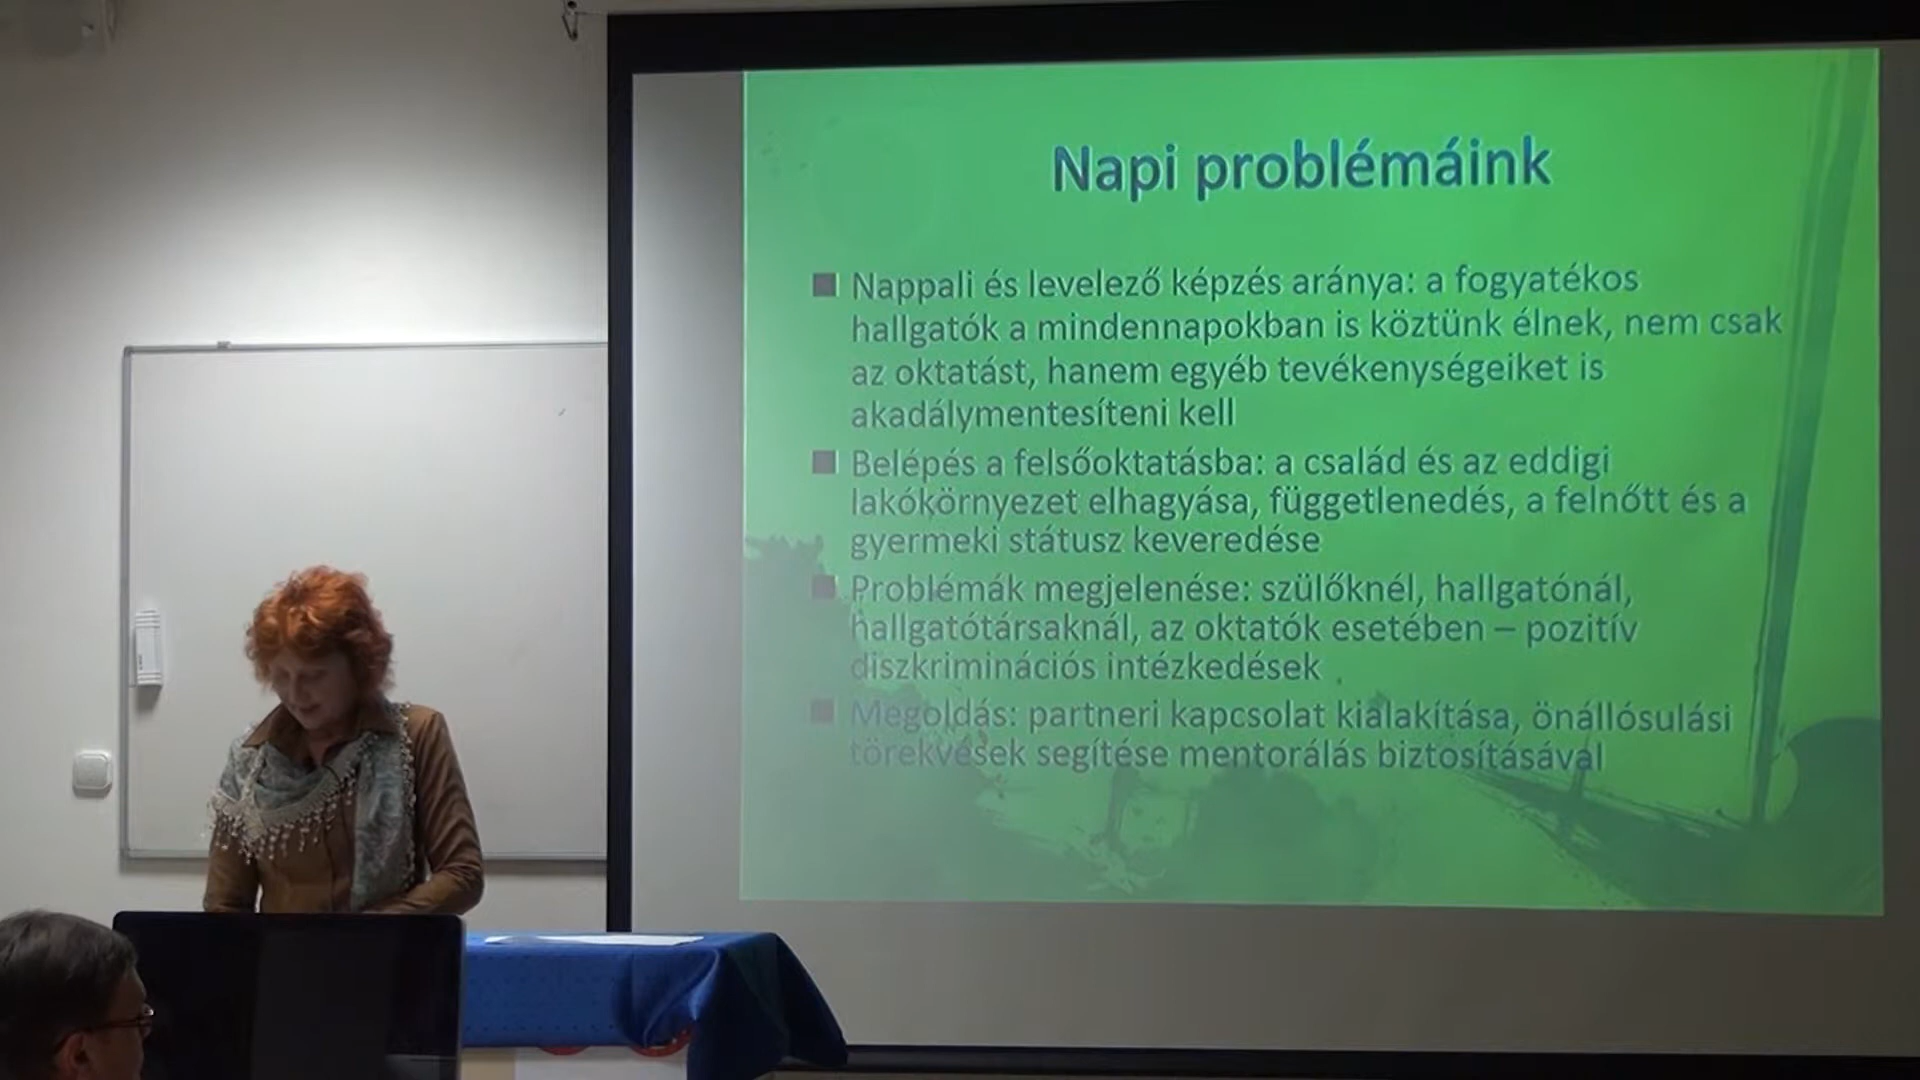 Napi problémáink
■ Nappali és levelező képzés aránya: a fogyatékos
hallgatók a mindennapokban is köztünk élnek, nem csak
az oktatást, hanem egyéb tevékenységeiket is
akadálymentesíteni kell
■ Belépés a felsőoktatásba: a család és az eddigi
lakókörnyezet elhagyása, függetlenedés, a felnőtt és a
gyermeki státusz keveredése
■ Problémák megjelenése: szülőknél, hallgatónál,
hallgatótársaknál, az oktatók esetében – pozitív
diszkriminációs intézkedések
■ Megoldás: partneri kapcsolat kialakítása, önállósulási
törekvések segítése mentorálás biztosításával